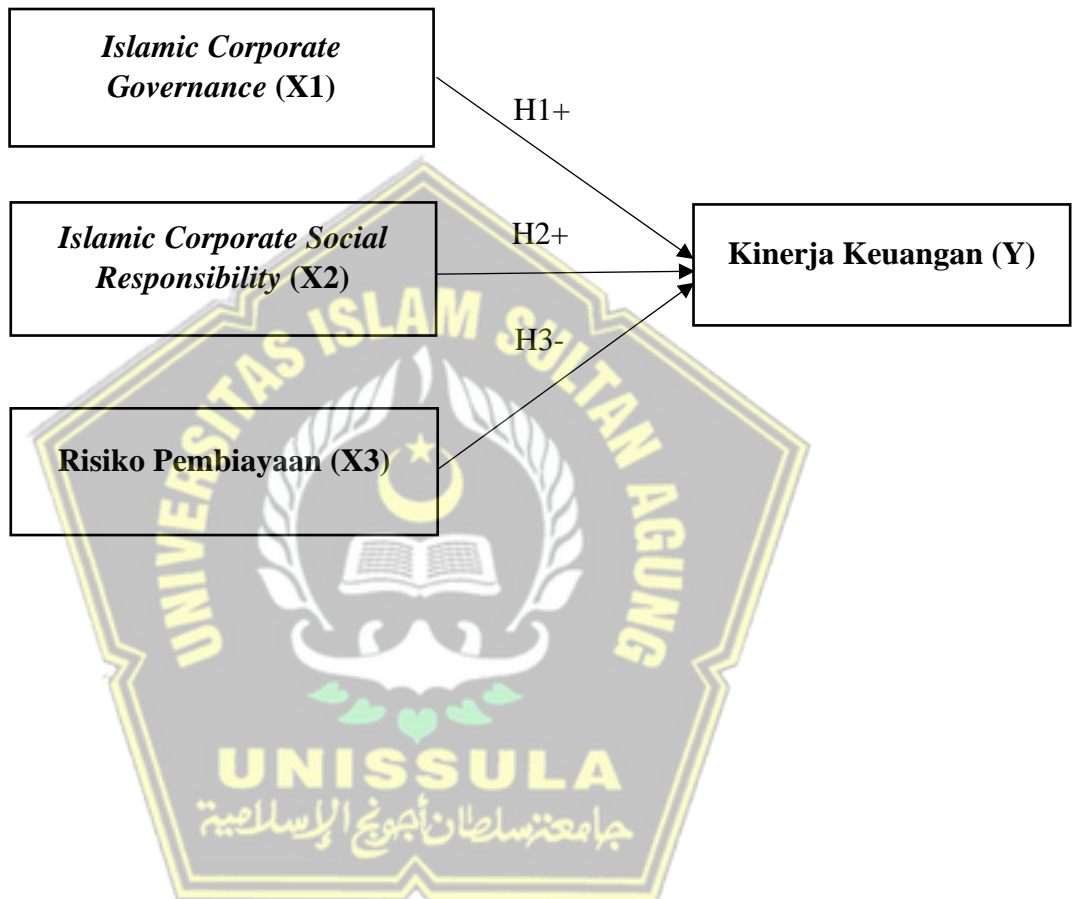 Islamic Corporate
Governance (X1)
H1+
Islamic Corporate Social
Responsibility (X2)
H2+
Kinerja Keuangan (Y)
H3-
Risiko Pembiayaan (X3)
UNIVERSITAS ISLAM SULTAN AGUNG
UNISSULA
جامعة سلطان أجونج الإسلامية